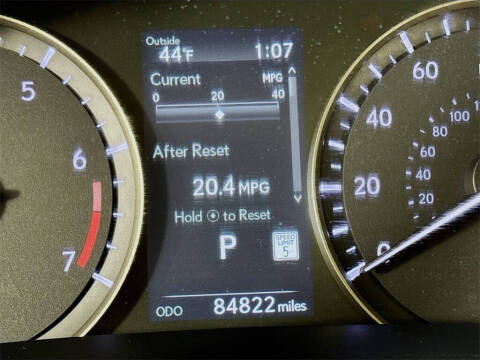 Outside
44°F 1:07
Current MPG
0 20 40
After Reset
20.4 MPG
Hold ⦿ to Reset
P
SPEED
LIMIT
5
ODO 84822 miles
5
6
7
60
40
20
0
100
80
60
40
20